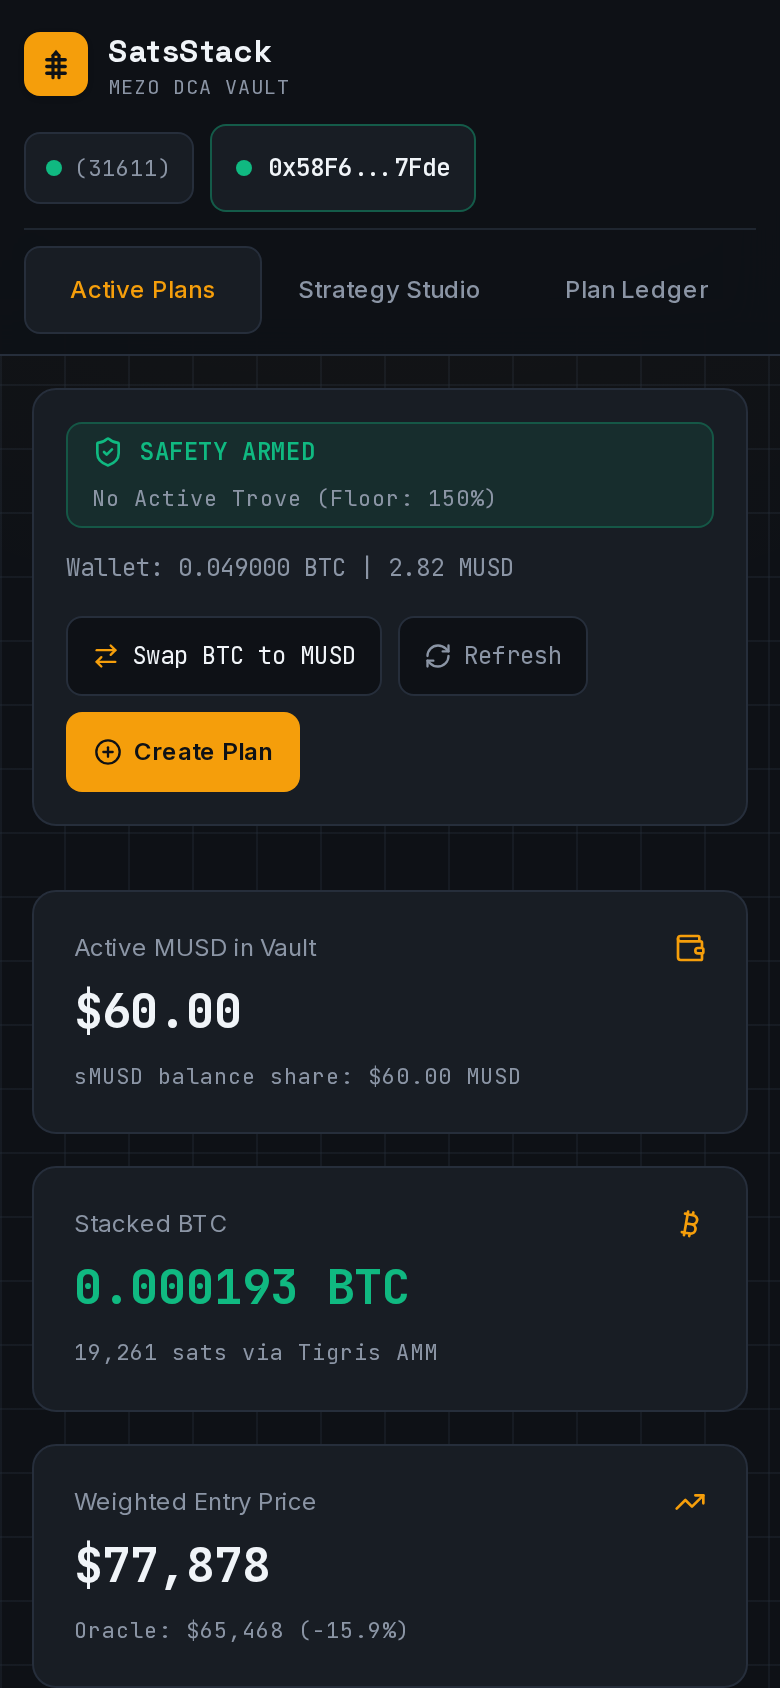 SatsStack
MEZO DCA VAULT
(31611)
0x58F6...7Fde
Active Plans
Strategy Studio
Plan Ledger
SAFETY ARMED
No Active Trove (Floor: 150%)
Wallet: 0.049000 BTC | 2.82 MUSD
Swap BTC to MUSD
Refresh
Create Plan
Active MUSD in Vault
$60.00
sMUSD balance share: $60.00 MUSD
Stacked BTC
0.000193 BTC
19,261 sats via Tigris AMM
Weighted Entry Price
$77,878
Oracle: $65,468 (-15.9%)